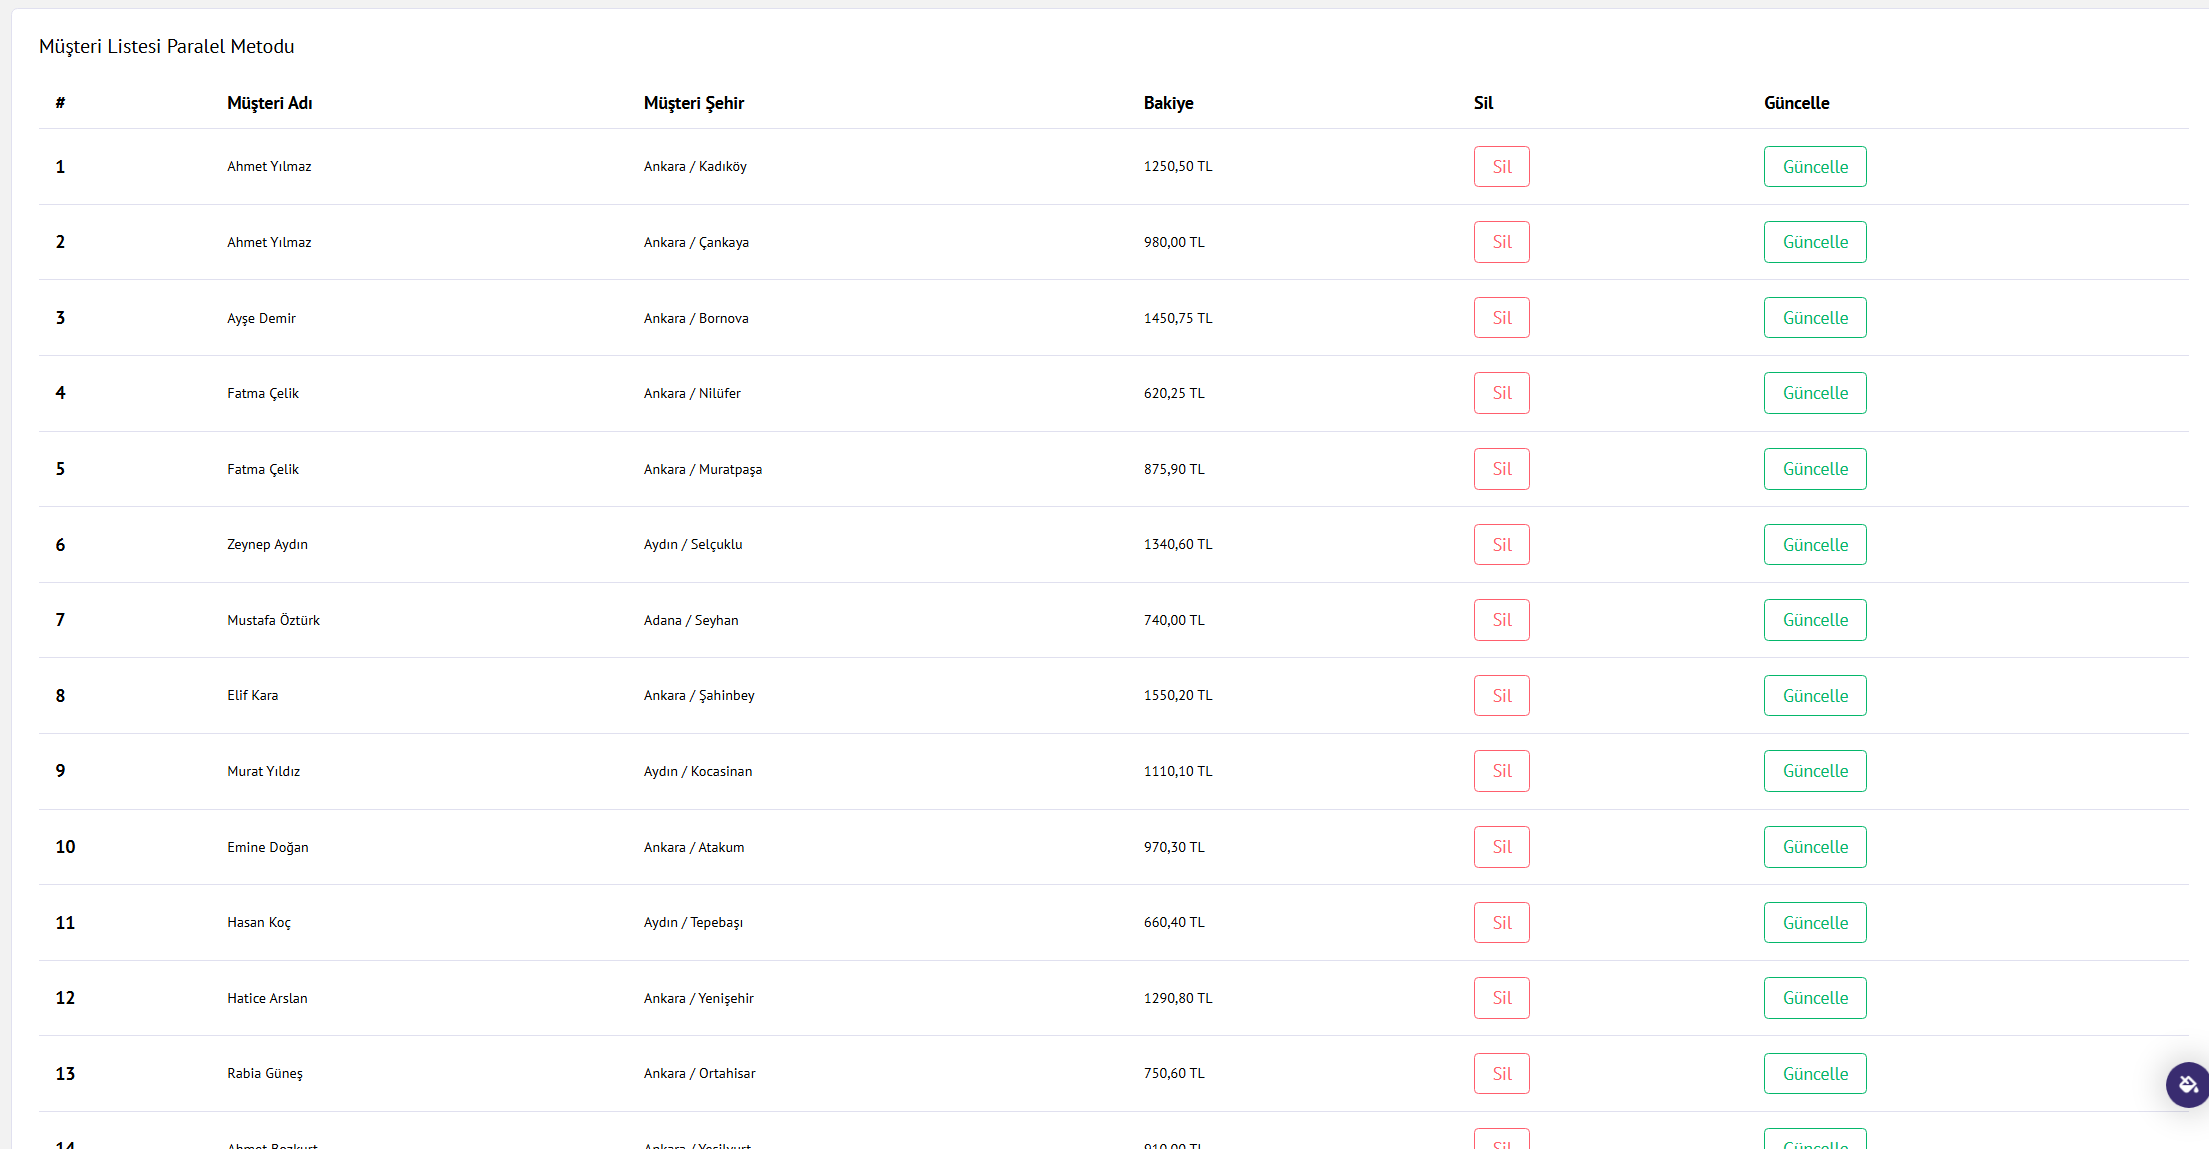 Müşteri Listesi Paralel Metodu
# Müşteri Adı Müşteri Şehir Bakiye Sil Güncelle
1 Ahmet Yılmaz Ankara / Kadıköy 1250,50 TL Sil Güncelle
2 Ahmet Yılmaz Ankara / Çankaya 980,00 TL Sil Güncelle
3 Ayşe Demir Ankara / Bornova 1450,75 TL Sil Güncelle
4 Fatma Çelik Ankara / Nilüfer 620,25 TL Sil Güncelle
5 Fatma Çelik Ankara / Muratpaşa 875,90 TL Sil Güncelle
6 Zeynep Aydın Aydın / Selçuklu 1340,60 TL Sil Güncelle
7 Mustafa Öztürk Adana / Seyhan 740,00 TL Sil Güncelle
8 Elif Kara Ankara / Şahinbey 1550,20 TL Sil Güncelle
9 Murat Yıldız Aydın / Kocasinan 1110,10 TL Sil Güncelle
10 Emine Doğan Ankara / Atakum 970,30 TL Sil Güncelle
11 Hasan Koç Aydın / Tepebaşı 660,40 TL Sil Güncelle
12 Hatice Arslan Ankara / Yenişehir 1290,80 TL Sil Güncelle
13 Rabia Güneş Ankara / Ortahisar 750,60 TL Sil Güncelle
14 Ahmet Bozkurt Ankara / Yeşilyurt 910,00 TL Sil Güncelle